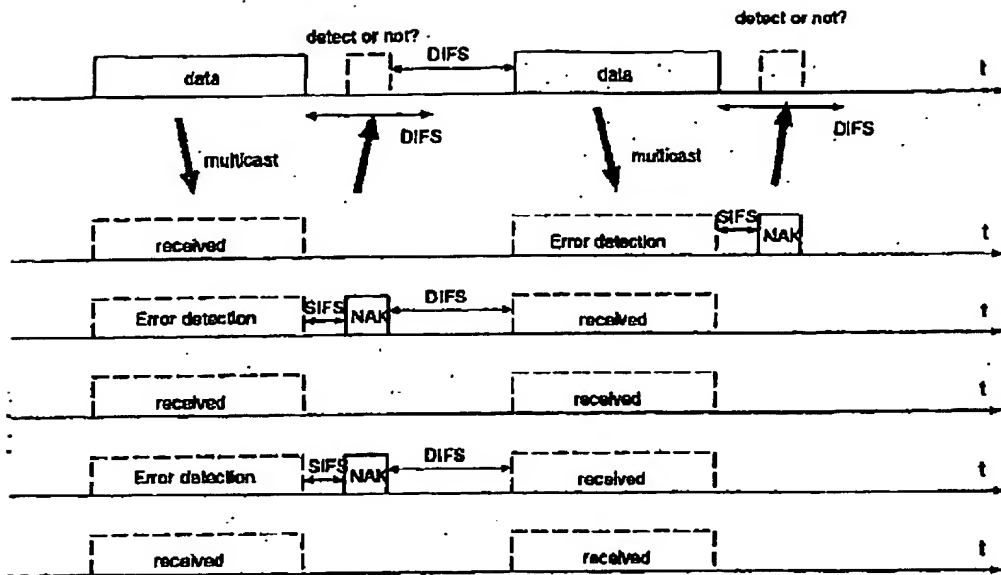 detect or not?
DIFS
detect or not?
data
data
t
DIFS
DIFS
multicast
multicast
received
Error detection
SIFS
NAK
t
Error detection
SIFS
NAK
DIFS
received
t
received
received
t
Error detection
SIFS
NAK
DIFS
received
t
received
received
t